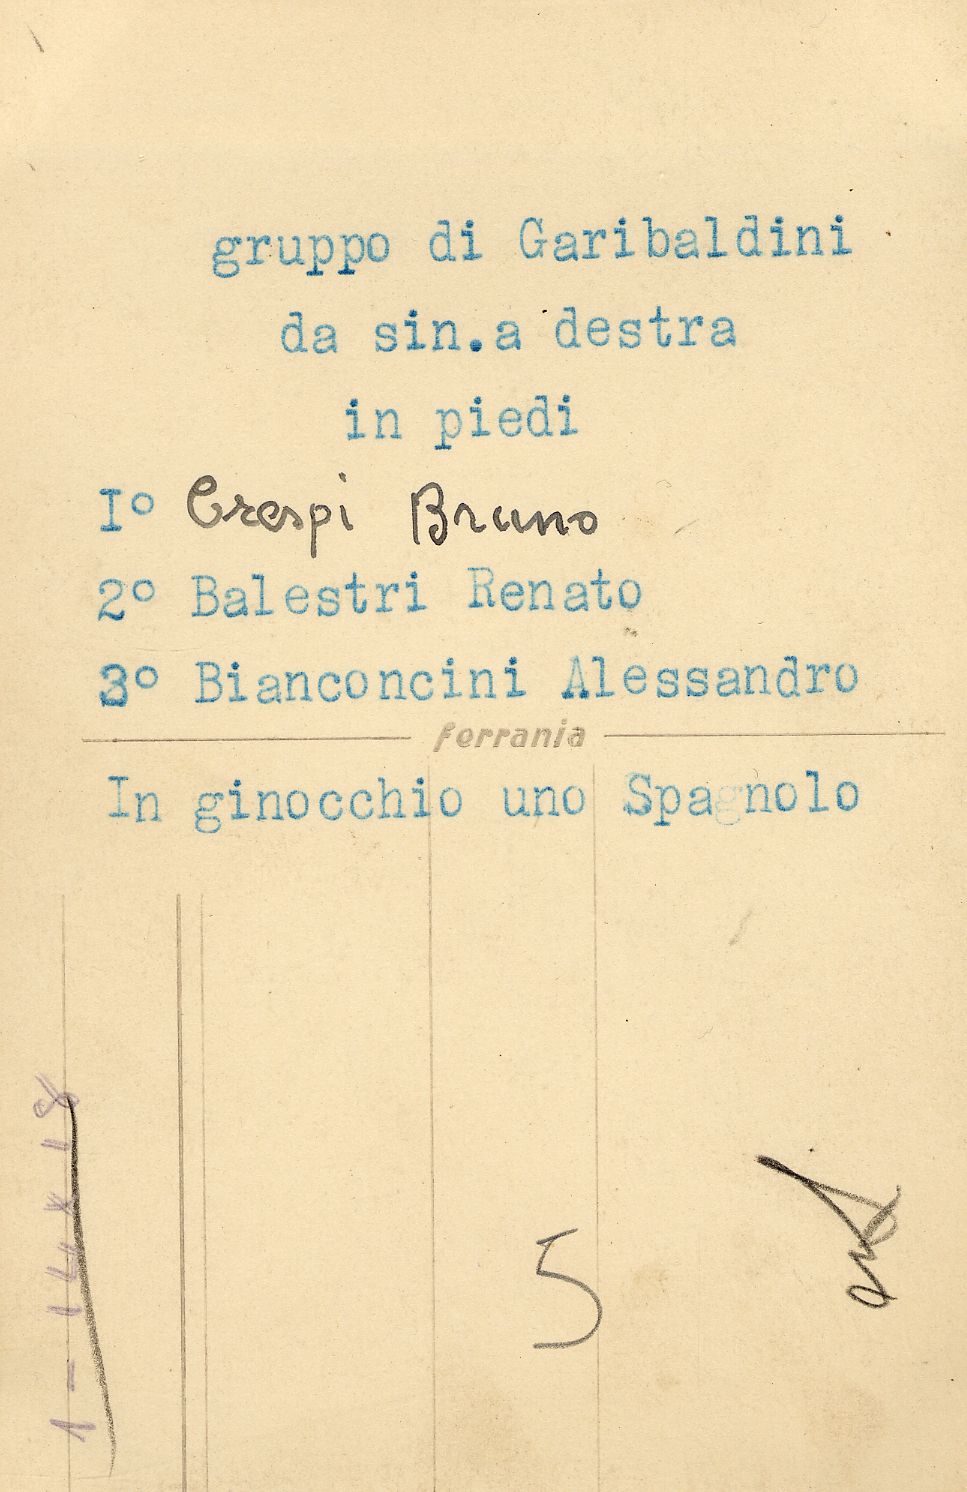 gruppo di Garibaldini
da sin.a destra
in piedi
I° Crespi Bruno
2° Balestri Renato
3° Bianconcini Alessandro
ferrania
In ginocchio uno Spagnolo
5